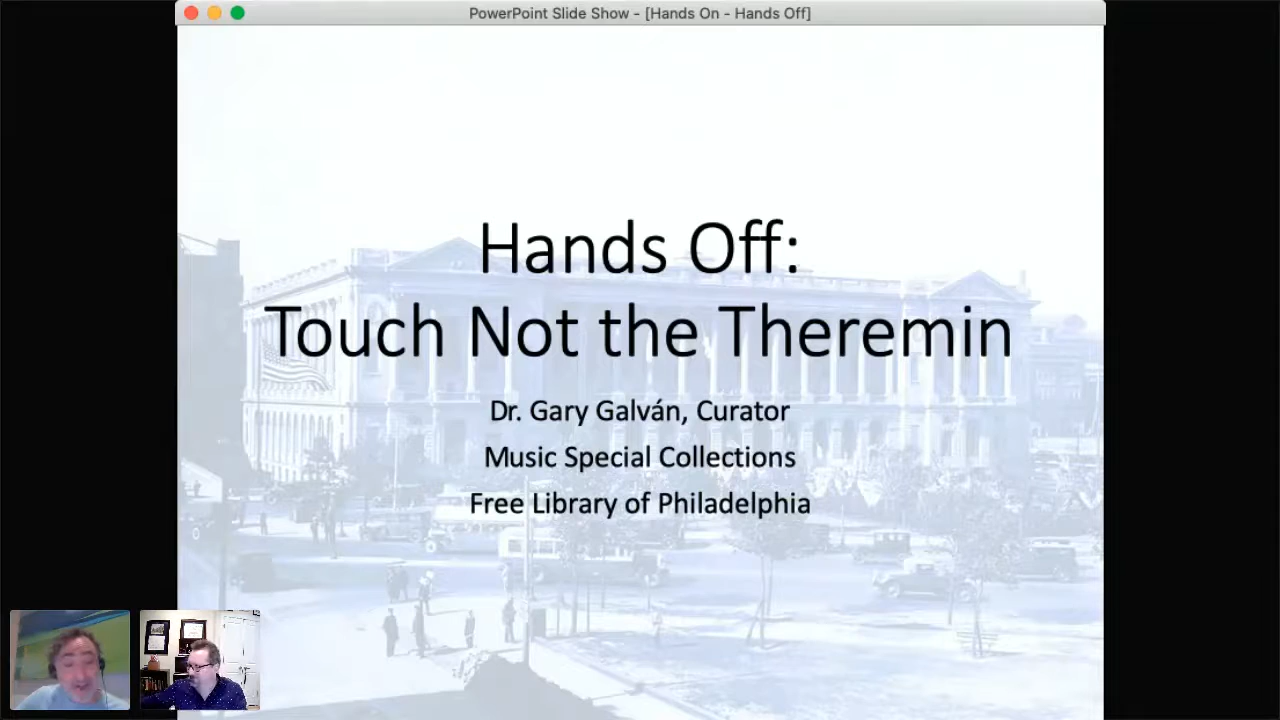 PowerPoint Slide Show - [Hands On - Hands Off]
Hands Off:
Touch Not the Theremin
Dr. Gary Galván, Curator
Music Special Collections
Free Library of Philadelphia